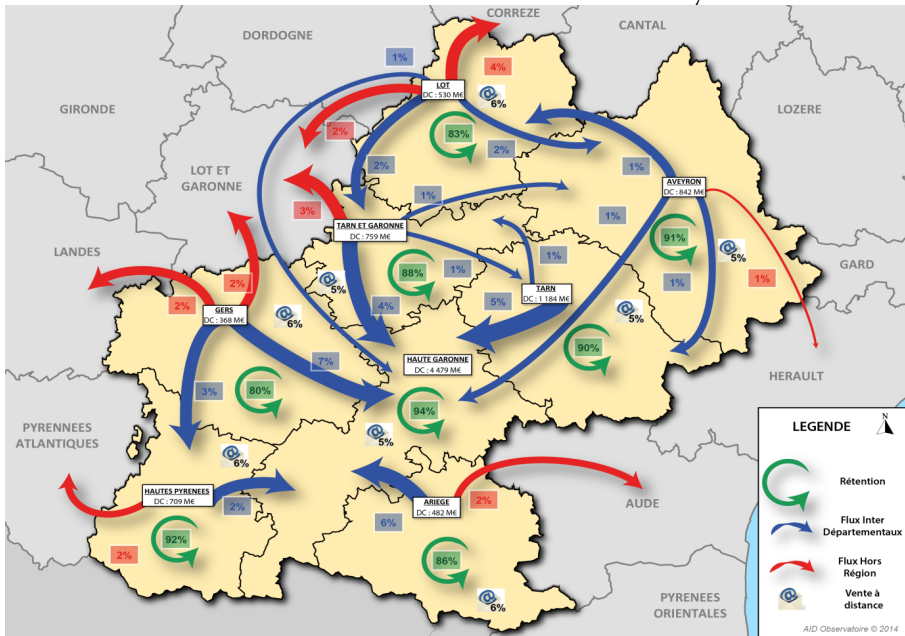 CORREZE
CANTAL
DORDOGNE
1%
4%
LOT
DC : 530 M€
6%
GIRONDE
LOZERE
83%
2%
2%
2%
1%
LOT ET
GARONNE
AVEYRON
DC : 842 M€
1%
3%
1%
TARN ET GARONNE
DC : 759 M€
91%
5%
LANDES
GARD
88%
1%
1%
2%
5%
TARN
DC : 1 184 M€
1%
1%
2%
GERS
DC : 368 M€
6%
4%
5%
5%
90%
7%
HAUTE GARONNE
DC : 4 479 M€
HERAULT
3%
80%
94%
5%
PYRENNEES
ATLANTIQUES
6%
HAUTES PYRENEES
DC : 709 M€
2%
ARIEGE
DC : 482 M€
2%
AUDE
6%
92%
2%
86%
6%
PYRENEES
ORIENTALES
LEGENDE
N
Rétention
Flux Inter
Départementaux
Flux Hors
Région
Vente à
distance
AID Observatoire © 2014